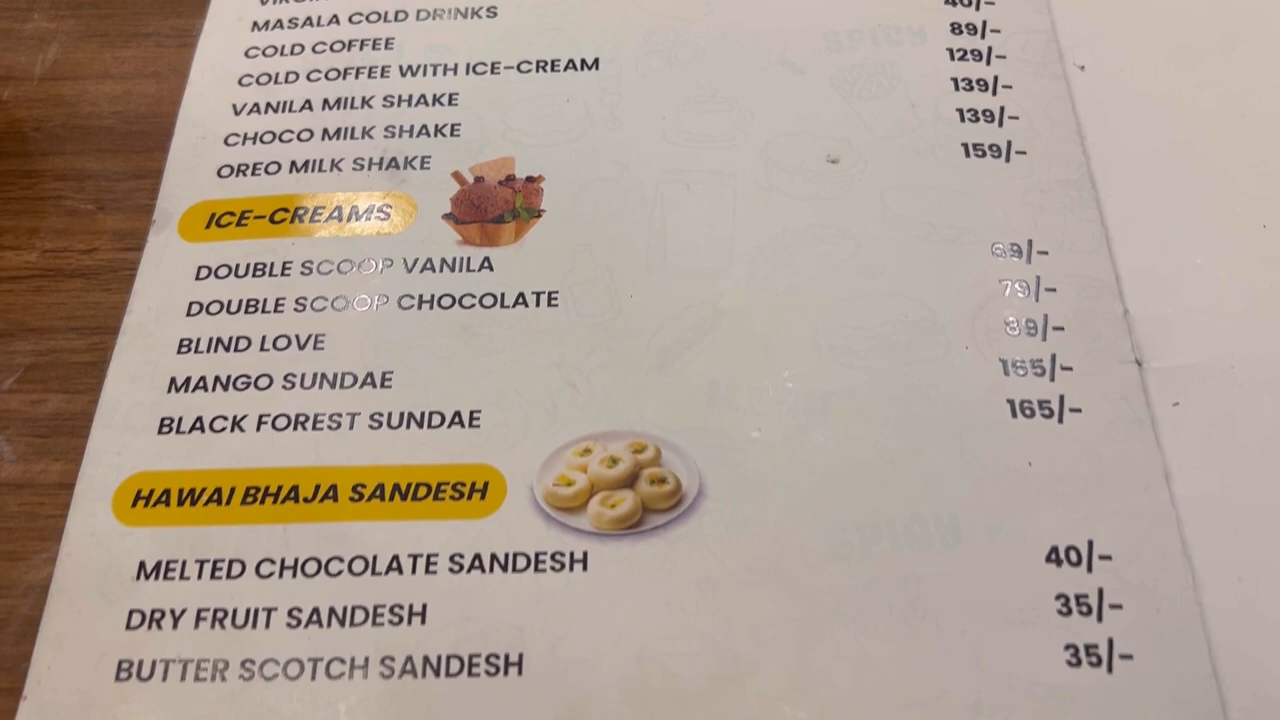 MASALA COLD DRINKS 40/-
COLD COFFEE 89/-
COLD COFFEE WITH ICE-CREAM 129/-
VANILA MILK SHAKE 139/-
CHOCO MILK SHAKE 139/-
OREO MILK SHAKE 159/-
ICE-CREAMS
DOUBLE SCOOP VANILA 69/-
DOUBLE SCOOP CHOCOLATE 79/-
BLIND LOVE 89/-
MANGO SUNDAE 165/-
BLACK FOREST SUNDAE 165/-
HAWAI BHAJA SANDESH
MELTED CHOCOLATE SANDESH 40/-
DRY FRUIT SANDESH 35/-
BUTTER SCOTCH SANDESH 35/-